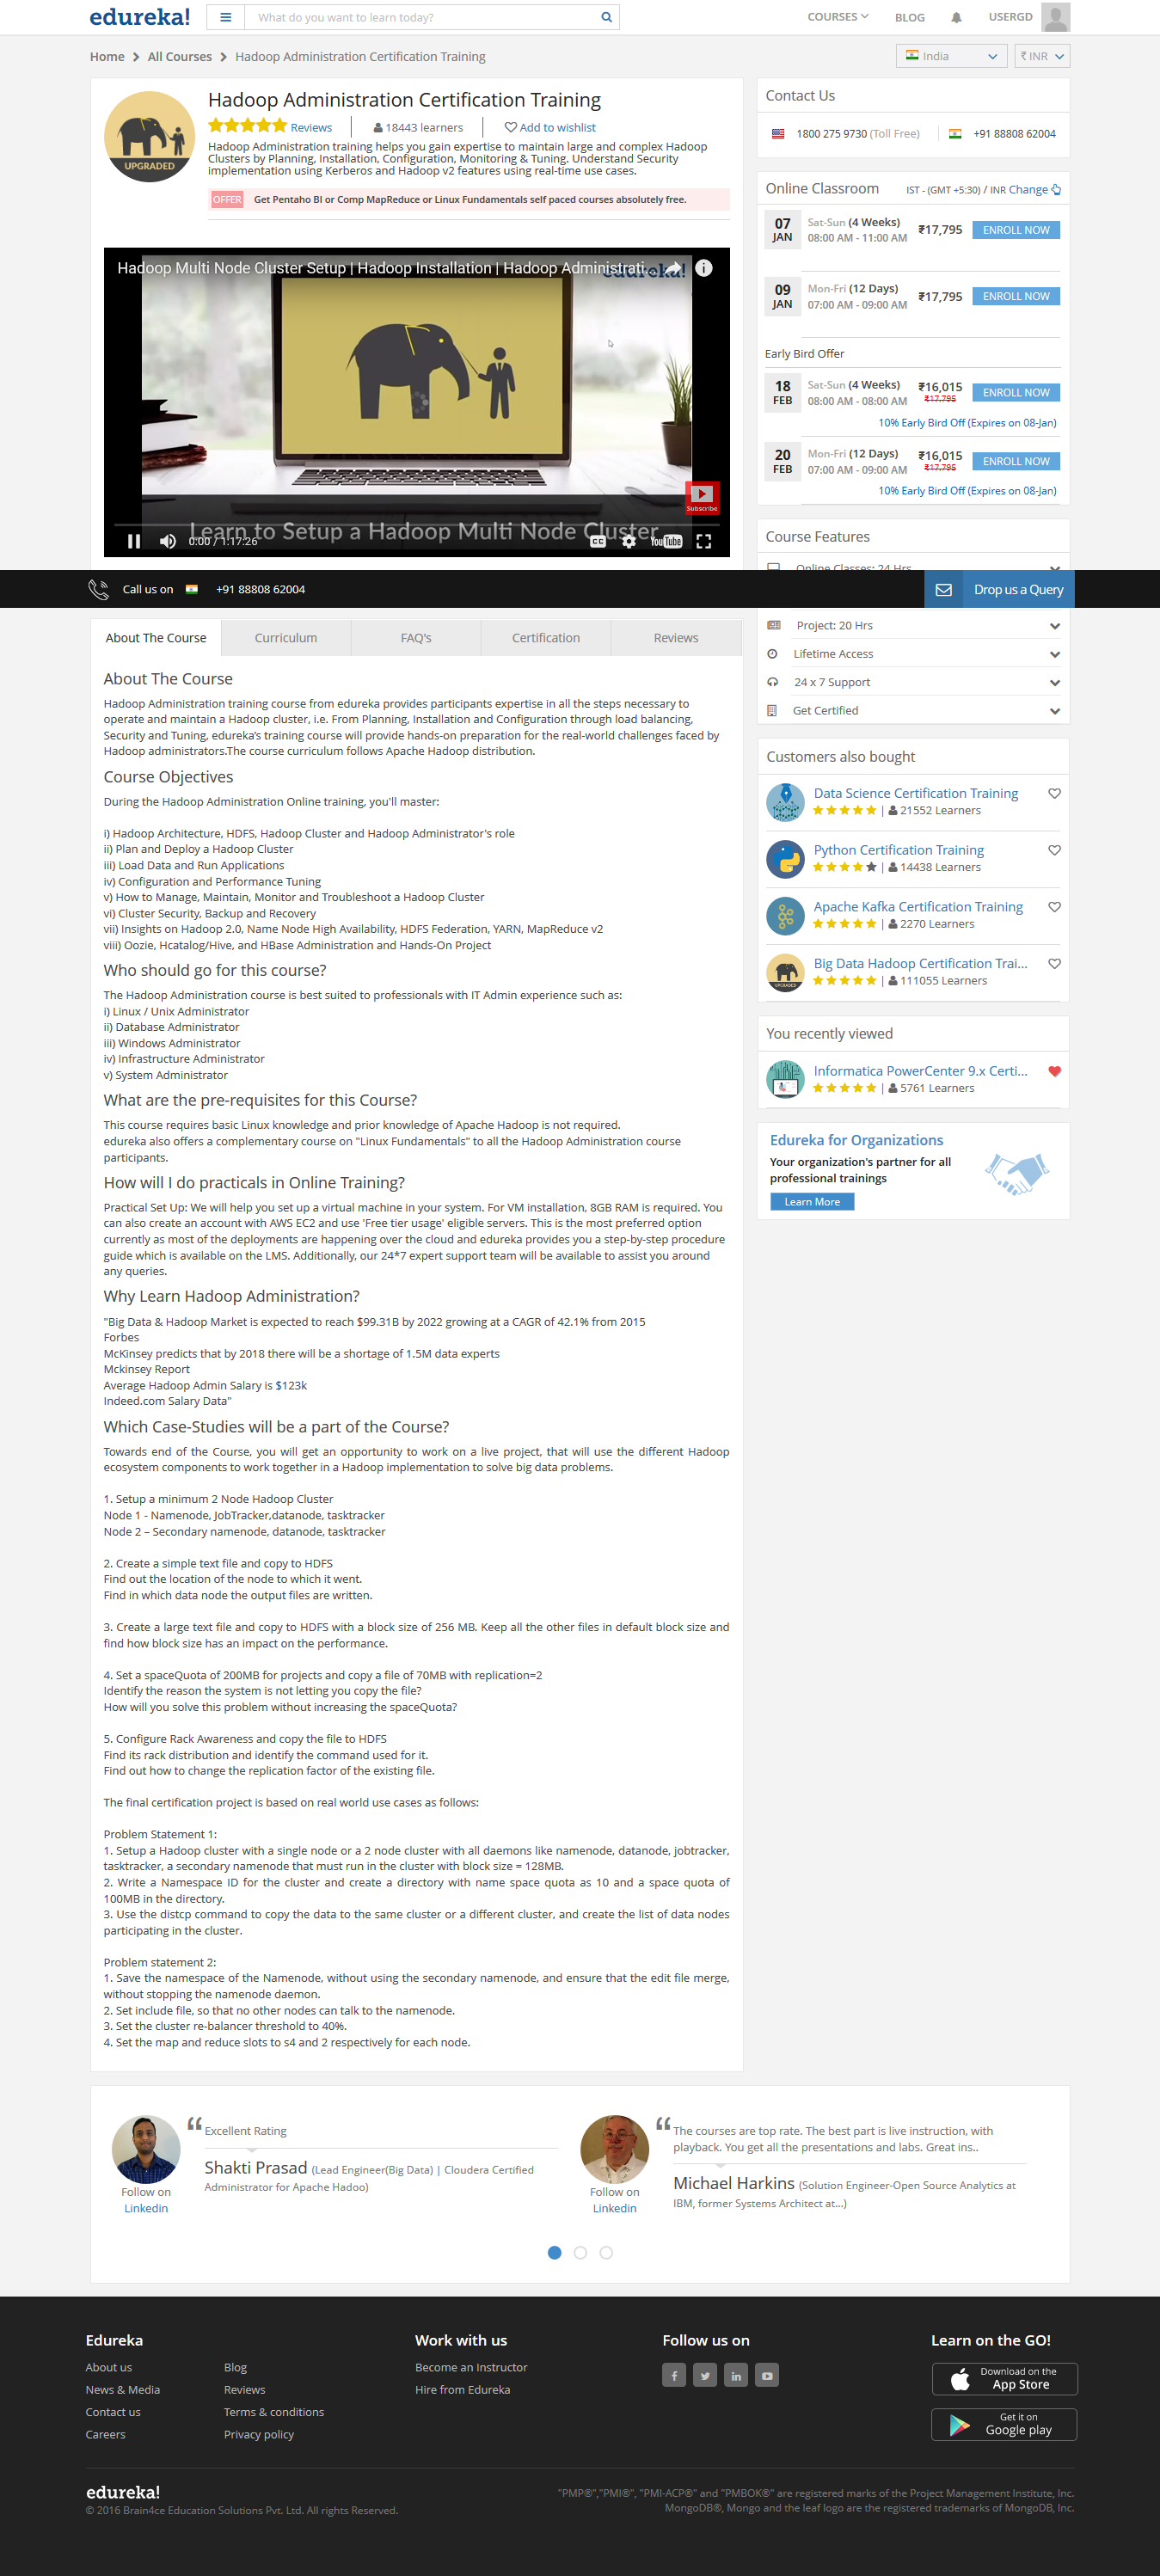 edureka!
What do you want to learn today?
COURSES
BLOG
USERGD
Home
All Courses
Hadoop Administration Certification Training
India
₹ INR
UPGRADED
Hadoop Administration Certification Training
Reviews
18443 learners
Add to wishlist
Hadoop Administration training helps you gain expertise to maintain large and complex Hadoop
Clusters by Planning, Installation, Configuration, Monitoring & Tuning. Understand Security
implementation using Kerberos and Hadoop v2 features using real-time use cases.
OFFER Get Pentaho BI or Comp MapReduce or Linux Fundamentals self paced courses absolutely free.
Hadoop Multi Node Cluster Setup | Hadoop Installation | Hadoop Administrati...
edureka!
Subscribe
Learn to Setup a Hadoop Multi Node Cluster
0:00 / 1:17:26
CC
YouTube
Contact Us
1800 275 9730 (Toll Free)
+91 88808 62004
Online Classroom
IST - (GMT +5:30) / INR Change
07 JAN
Sat-Sun (4 Weeks)
08:00 AM - 11:00 AM
₹17,795
ENROLL NOW
09 JAN
Mon-Fri (12 Days)
07:00 AM - 09:00 AM
₹17,795
ENROLL NOW
Early Bird Offer
18 FEB
Sat-Sun (4 Weeks)
08:00 AM - 08:00 AM
₹16,015
₹17,795
ENROLL NOW
10% Early Bird Off (Expires on 08-Jan)
20 FEB
Mon-Fri (12 Days)
07:00 AM - 09:00 AM
₹16,015
₹17,795
ENROLL NOW
10% Early Bird Off (Expires on 08-Jan)
Course Features
Online Classes: 24 Hrs
Call us on
+91 88808 62004
Drop us a Query
Project: 20 Hrs
Lifetime Access
24 x 7 Support
Get Certified
About The Course
Curriculum
FAQ's
Certification
Reviews
About The Course
Hadoop Administration training course from edureka provides participants expertise in all the steps necessary to
operate and maintain a Hadoop cluster, i.e. From Planning, Installation and Configuration through load balancing,
Security and Tuning, edureka's training course will provide hands-on preparation for the real-world challenges faced by
Hadoop administrators.The course curriculum follows Apache Hadoop distribution.
Course Objectives
During the Hadoop Administration Online training, you'll master:
i) Hadoop Architecture, HDFS, Hadoop Cluster and Hadoop Administrator's role
ii) Plan and Deploy a Hadoop Cluster
iii) Load Data and Run Applications
iv) Configuration and Performance Tuning
v) How to Manage, Maintain, Monitor and Troubleshoot a Hadoop Cluster
vi) Cluster Security, Backup and Recovery
vii) Insights on Hadoop 2.0, Name Node High Availability, HDFS Federation, YARN, MapReduce v2
viii) Oozie, Hcatalog/Hive, and HBase Administration and Hands-On Project
Who should go for this course?
The Hadoop Administration course is best suited to professionals with IT Admin experience such as:
i) Linux / Unix Administrator
ii) Database Administrator
iii) Windows Administrator
iv) Infrastructure Administrator
v) System Administrator
What are the pre-requisites for this Course?
This course requires basic Linux knowledge and prior knowledge of Apache Hadoop is not required.
edureka also offers a complementary course on "Linux Fundamentals" to all the Hadoop Administration course
participants.
How will I do practicals in Online Training?
Practical Set Up: We will help you set up a virtual machine in your system. For VM installation, 8GB RAM is required. You
can also create an account with AWS EC2 and use 'Free tier usage' eligible servers. This is the most preferred option
currently as most of the deployments are happening over the cloud and edureka provides you a step-by-step procedure
guide which is available on the LMS. Additionally, our 24*7 expert support team will be available to assist you around
any queries.
Why Learn Hadoop Administration?
"Big Data & Hadoop Market is expected to reach $99.31B by 2022 growing at a CAGR of 42.1% from 2015
Forbes
McKinsey predicts that by 2018 there will be a shortage of 1.5M data experts
Mckinsey Report
Average Hadoop Admin Salary is $123k
Indeed.com Salary Data"
Which Case-Studies will be a part of the Course?
Towards end of the Course, you will get an opportunity to work on a live project, that will use the different Hadoop
ecosystem components to work together in a Hadoop implementation to solve big data problems.
1. Setup a minimum 2 Node Hadoop Cluster
Node 1 - Namenode, JobTracker,datanode, tasktracker
Node 2 – Secondary namenode, datanode, tasktracker
2. Create a simple text file and copy to HDFS
Find out the location of the node to which it went.
Find in which data node the output files are written.
3. Create a large text file and copy to HDFS with a block size of 256 MB. Keep all the other files in default block size and
find how block size has an impact on the performance.
4. Set a spaceQuota of 200MB for projects and copy a file of 70MB with replication=2
Identify the reason the system is not letting you copy the file?
How will you solve this problem without increasing the spaceQuota?
5. Configure Rack Awareness and copy the file to HDFS
Find its rack distribution and identify the command used for it.
Find out how to change the replication factor of the existing file.
The final certification project is based on real world use cases as follows:
Problem Statement 1:
1. Setup a Hadoop cluster with a single node or a 2 node cluster with all daemons like namenode, datanode, jobtracker,
tasktracker, a secondary namenode that must run in the cluster with block size = 128MB.
2. Write a Namespace ID for the cluster and create a directory with name space quota as 10 and a space quota of
100MB in the directory.
3. Use the distcp command to copy the data to the same cluster or a different cluster, and create the list of data nodes
participating in the cluster.
Problem statement 2:
1. Save the namespace of the Namenode, without using the secondary namenode, and ensure that the edit file merge,
without stopping the namenode daemon.
2. Set include file, so that no other nodes can talk to the namenode.
3. Set the cluster re-balancer threshold to 40%.
4. Set the map and reduce slots to s4 and 2 respectively for each node.
Customers also bought
Data Science Certification Training
| 21552 Learners
Python Certification Training
| 14438 Learners
Apache Kafka Certification Training
| 2270 Learners
UPGRADED
Big Data Hadoop Certification Trai...
| 111055 Learners
You recently viewed
Informatica PowerCenter 9.x Certi...
| 5761 Learners
Edureka for Organizations
Your organization's partner for all
professional trainings
Learn More
“ Excellent Rating
Shakti Prasad (Lead Engineer(Big Data) | Cloudera Certified
Administrator for Apache Hadoo)
Follow on
Linkedin
“ The courses are top rate. The best part is live instruction, with
playback. You get all the presentations and labs. Great ins..
Michael Harkins (Solution Engineer-Open Source Analytics at
IBM, former Systems Architect at...)
Follow on
Linkedin
Edureka
About us
News & Media
Contact us
Careers
Blog
Reviews
Terms & conditions
Privacy policy
Work with us
Become an Instructor
Hire from Edureka
Follow us on
Learn on the GO!
Download on the
App Store
Get it on
Google play
edureka!
© 2016 Brain4ce Education Solutions Pvt. Ltd. All rights Reserved.
"PMP®","PMI®", "PMI-ACP®" and "PMBOK®" are registered marks of the Project Management Institute, Inc.
MongoDB®, Mongo and the leaf logo are the registered trademarks of MongoDB, Inc.